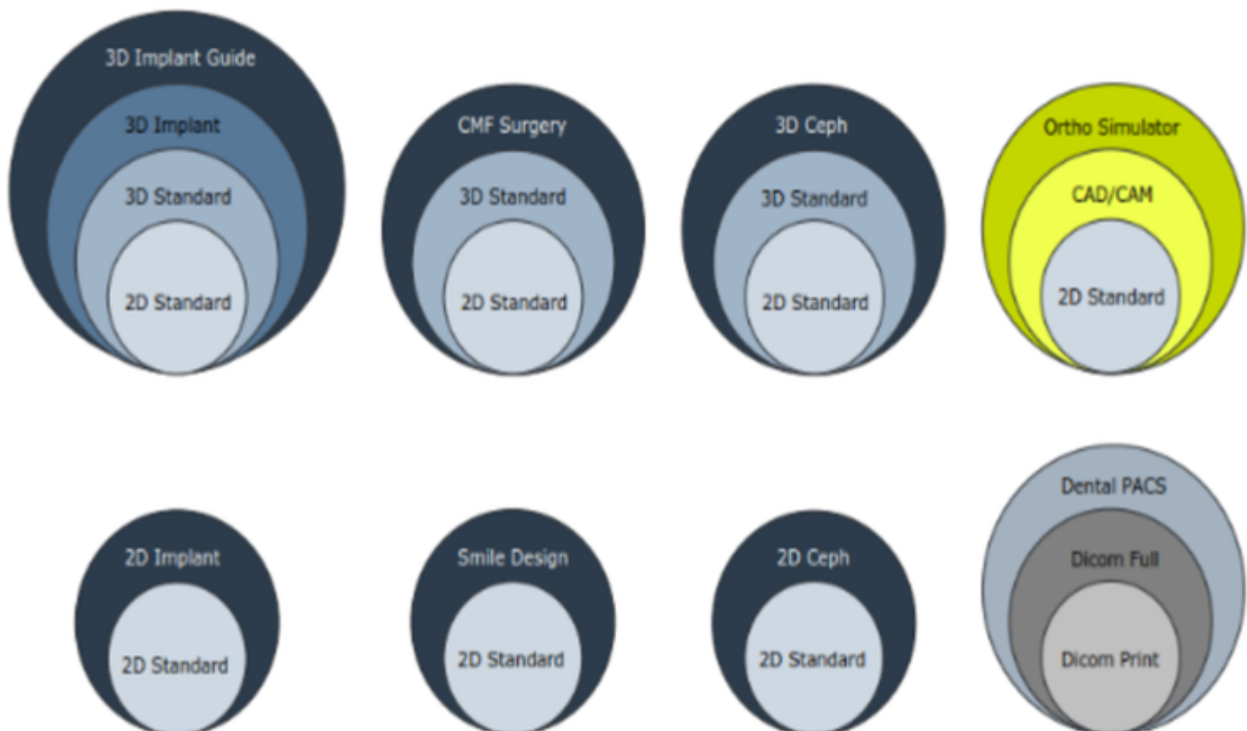 3D Implant Guide
3D Implant
3D Standard
2D Standard
CMF Surgery
3D Standard
2D Standard
3D Ceph
3D Standard
2D Standard
Ortho Simulator
CAD/CAM
2D Standard
2D Implant
2D Standard
Smile Design
2D Standard
2D Ceph
2D Standard
Dental PACS
Dicom Full
Dicom Print